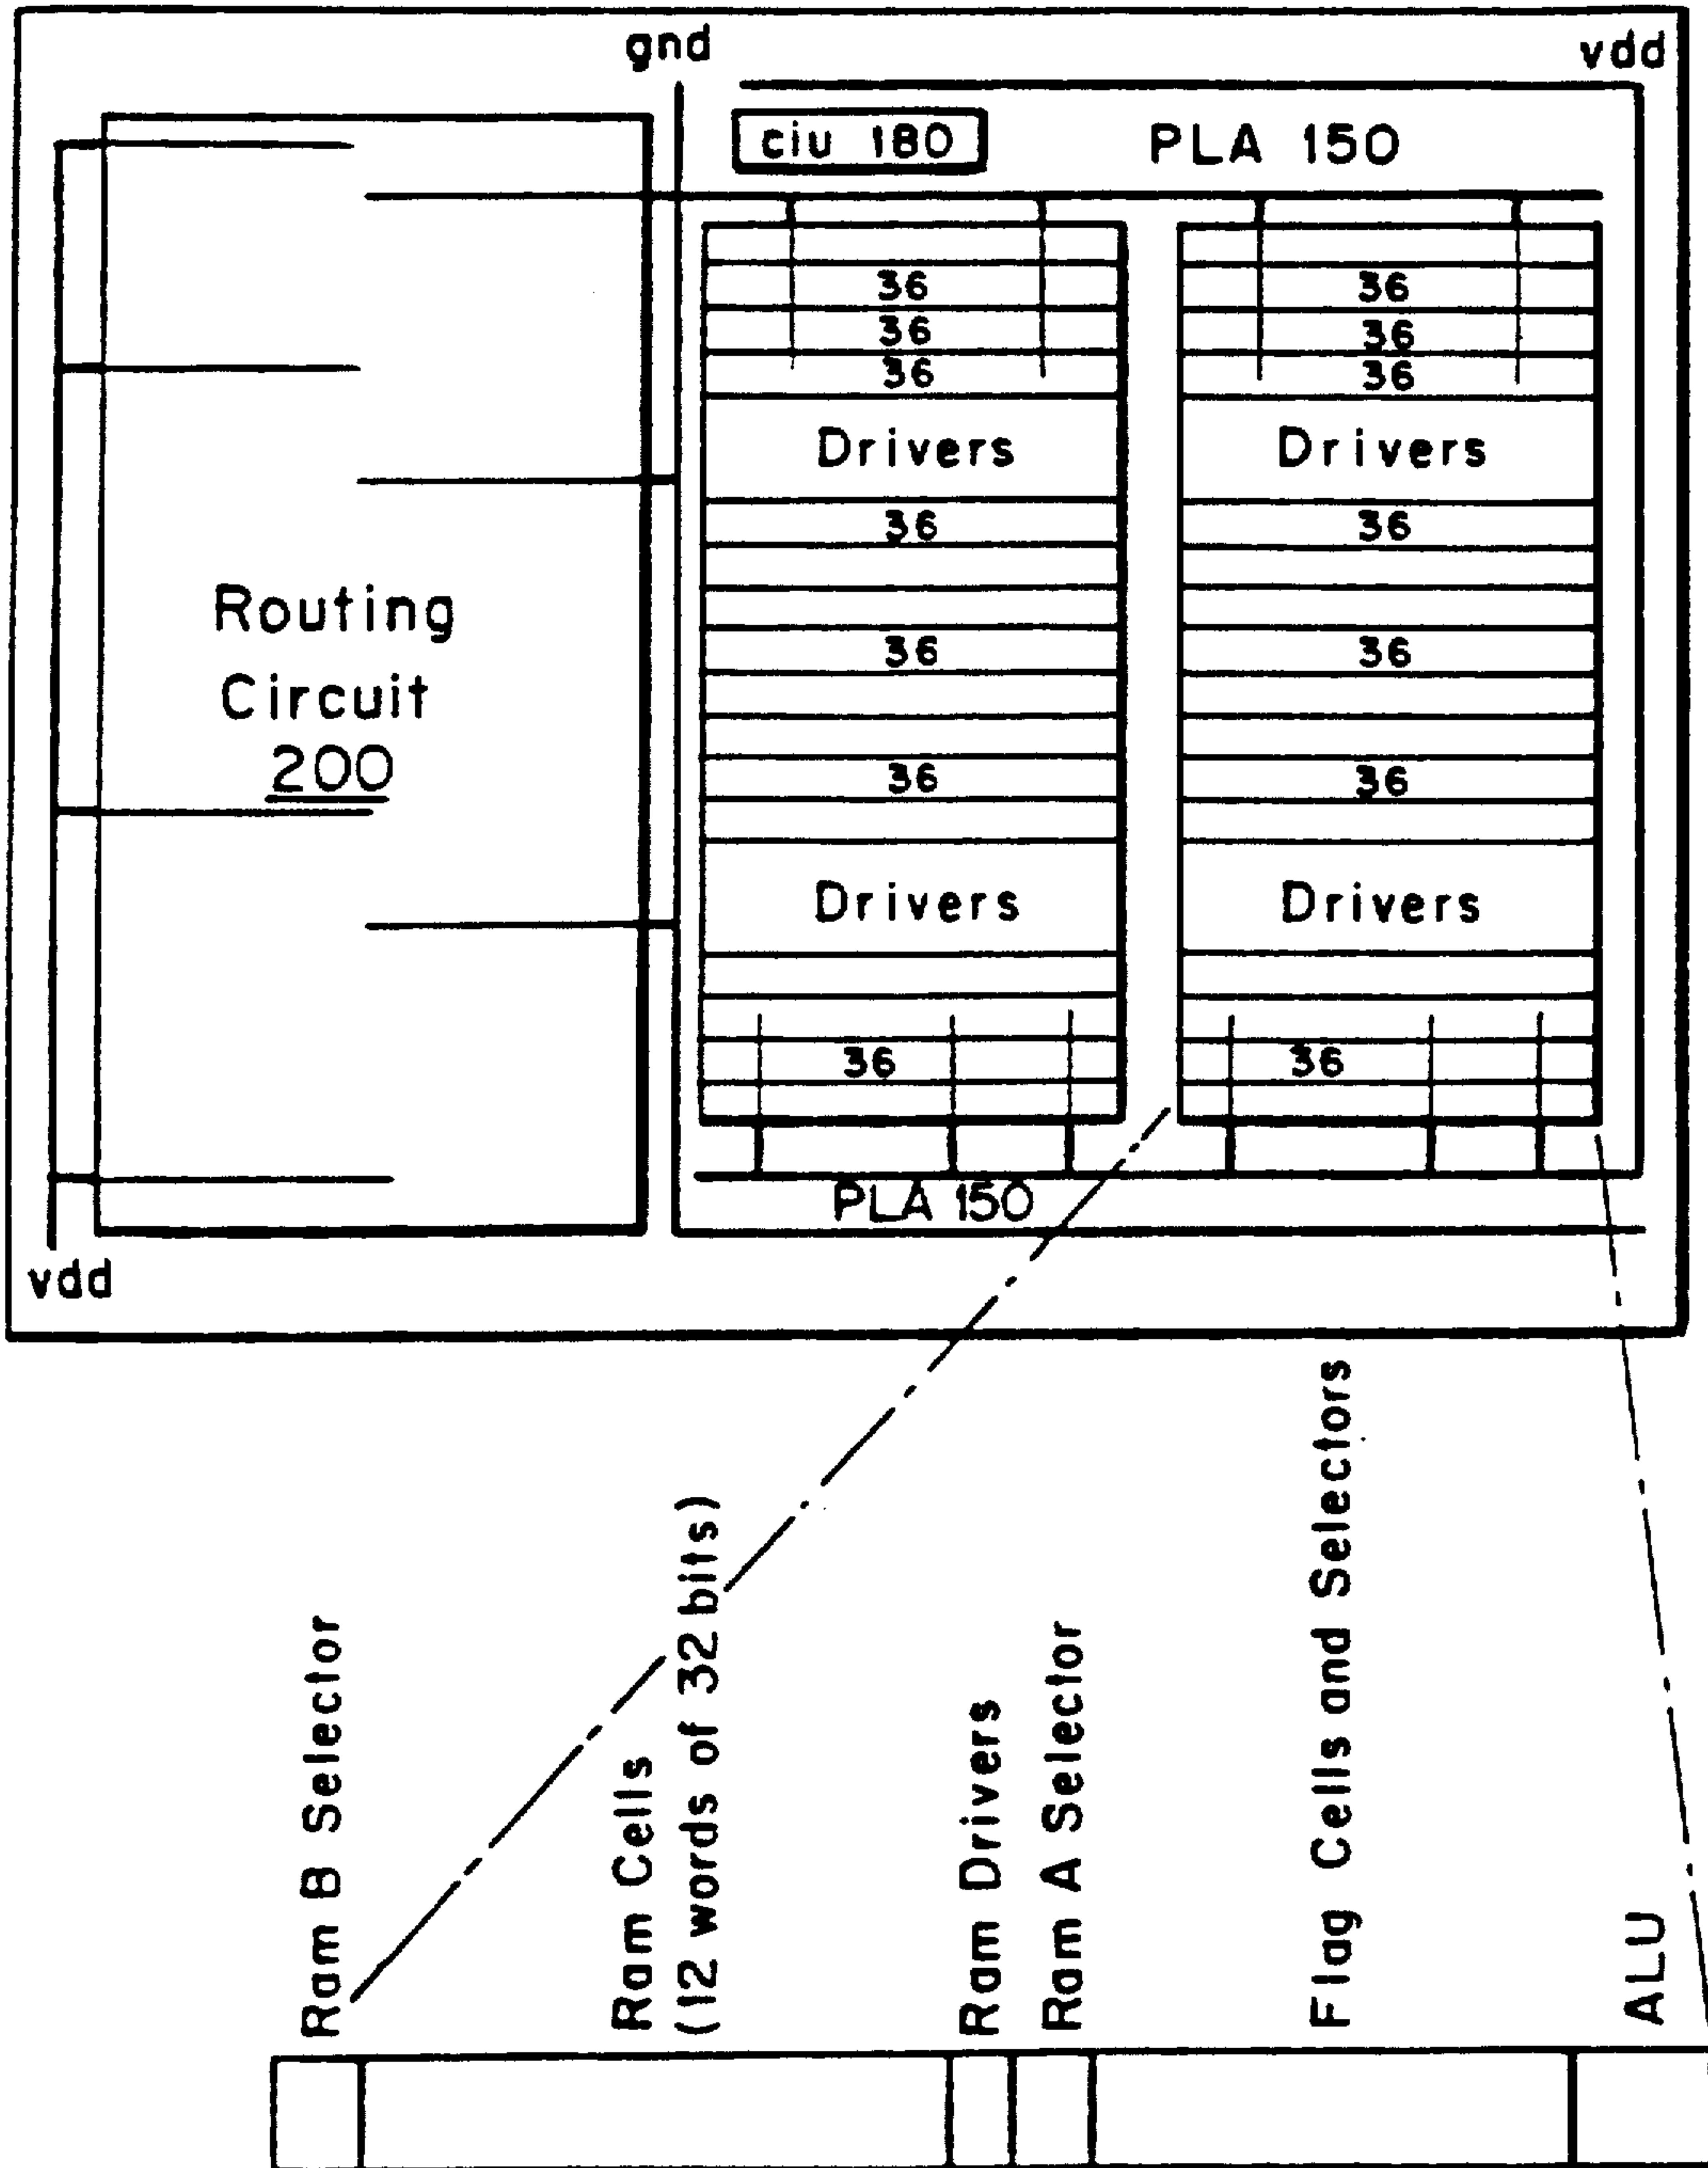 gnd
vdd
ciu 180
PLA 150
36
36
36
36
36
36
Drivers
Drivers
36
36
Routing
Circuit
200
36
36
36
36
Drivers
Drivers
36
36
PLA 150
vdd
Ram B Selector
Ram Cells
(12 words of 32 bits)
Ram Drivers
Ram A Selector
Flag Cells and Selectors
ALU